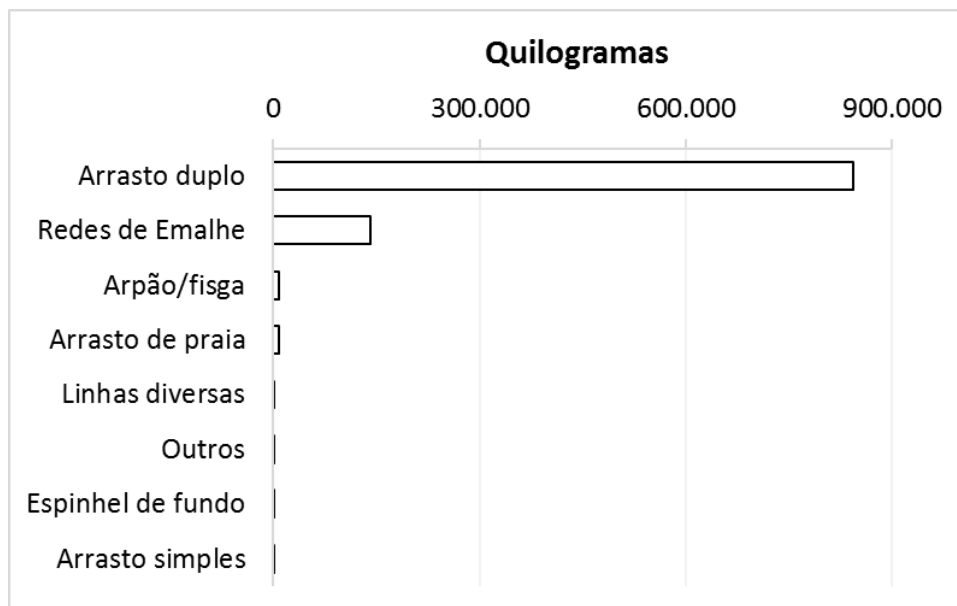 Quilogramas
0 300.000 600.000 900.000
Arrasto duplo
Redes de Emalhe
Arpão/fisga
Arrasto de praia
Linhas diversas
Outros
Espinhel de fundo
Arrasto simples